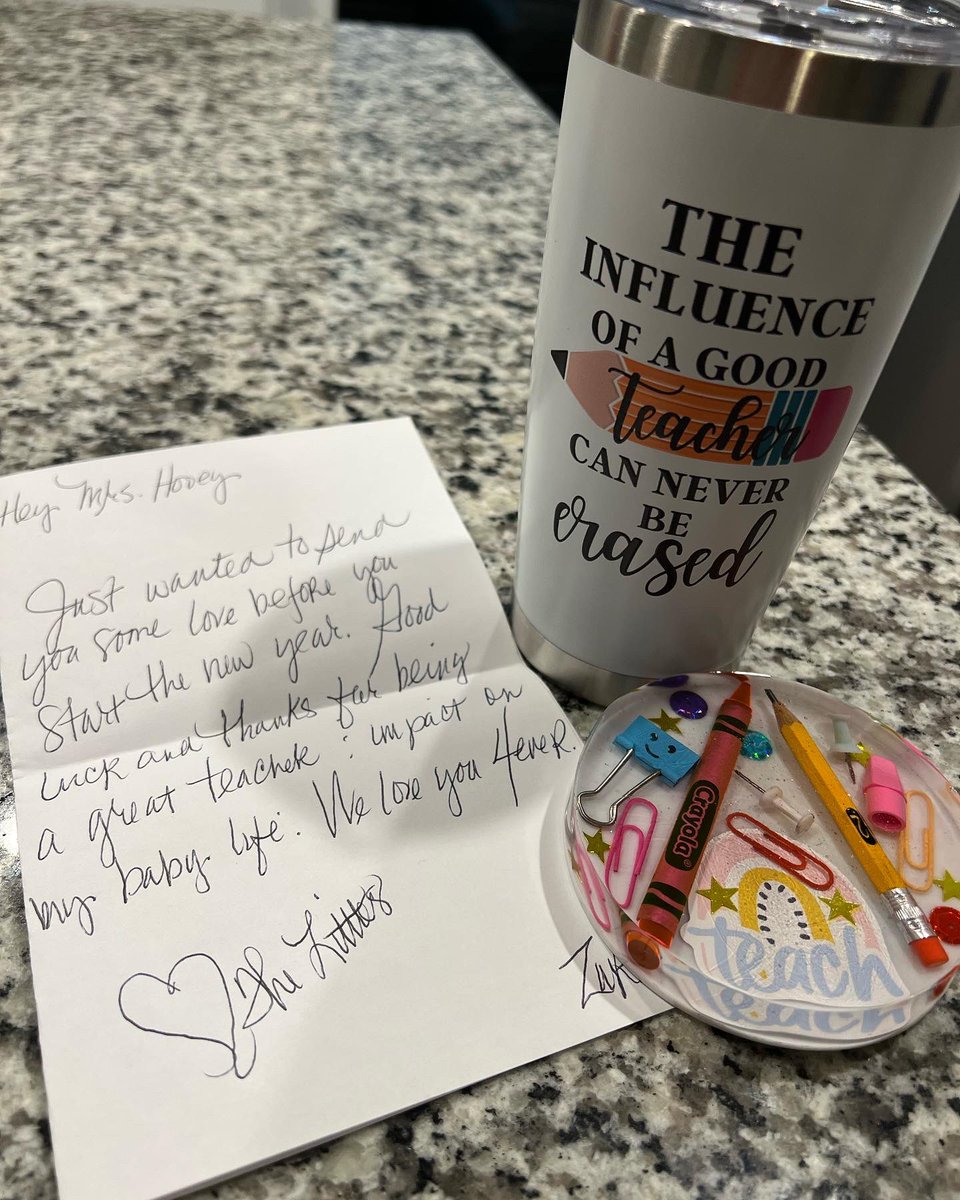 THE
INFLUENCE
OF A GOOD
teacher
CAN NEVER
BE
erased
Hey Mrs. Hovey
Just wanted to send
you some love before you
start the new year. Good
luck and thanks for being
a great teacher & impact on
my baby life. We love you 4ever.
The Littles
Crayola
teach